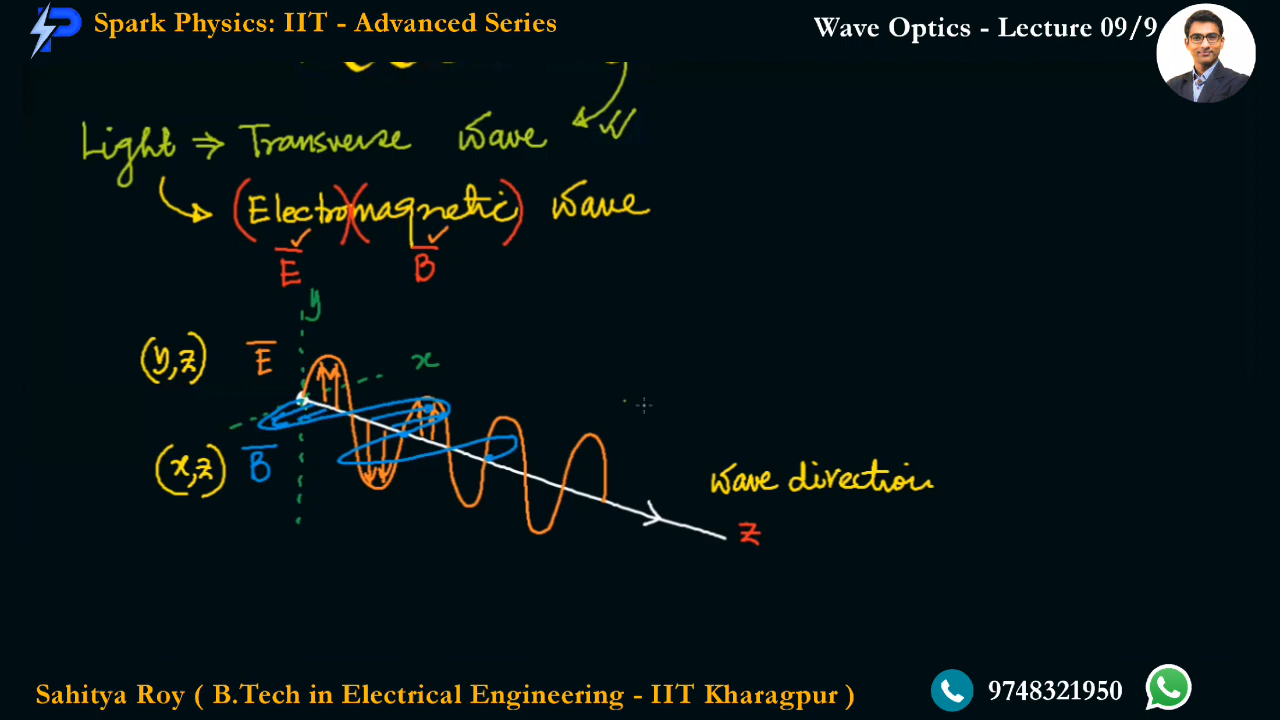 Spark Physics: IIT - Advanced Series
Wave Optics - Lecture 09/9
Light ⇒ Transverse wave
(Electro)(magnetic) wave
E B
y
(y,z) E x
(x,z) B
wave direction
z
Sahitya Roy ( B.Tech in Electrical Engineering - IIT Kharagpur )
9748321950